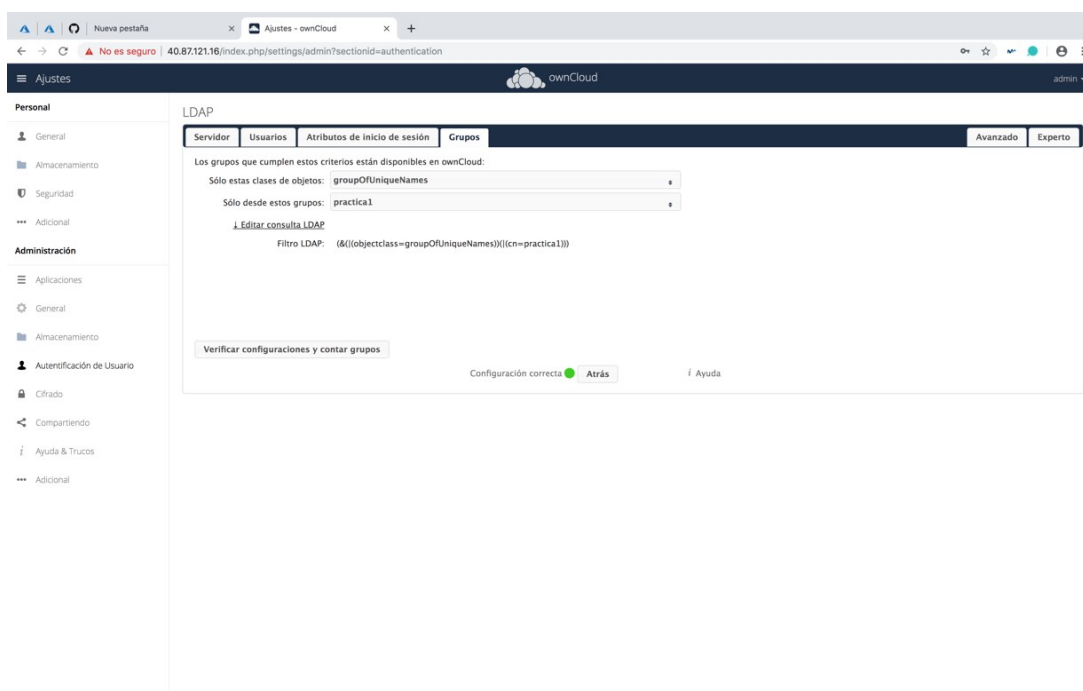 Nueva pestaña
Ajustes - ownCloud
No es seguro 40.87.121.16/index.php/settings/admin?sectionid=authentication
Ajustes
ownCloud
admin
Personal
General
Almacenamiento
Seguridad
Adicional
Administración
Aplicaciones
General
Almacenamiento
Autentificación de Usuario
Cifrado
Compartiendo
Ayuda & Trucos
Adicional
LDAP
Servidor Usuarios Atributos de inicio de sesión Grupos Avanzado Experto
Los grupos que cumplen estos criterios están disponibles en ownCloud:
Sólo estas clases de objetos: groupOfUniqueNames
Sólo desde estos grupos: practica1
↓ Editar consulta LDAP
Filtro LDAP: (&(|(objectclass=groupOfUniqueNames))(|(cn=practica1)))
Verificar configuraciones y contar grupos
Configuración correcta Atrás i Ayuda